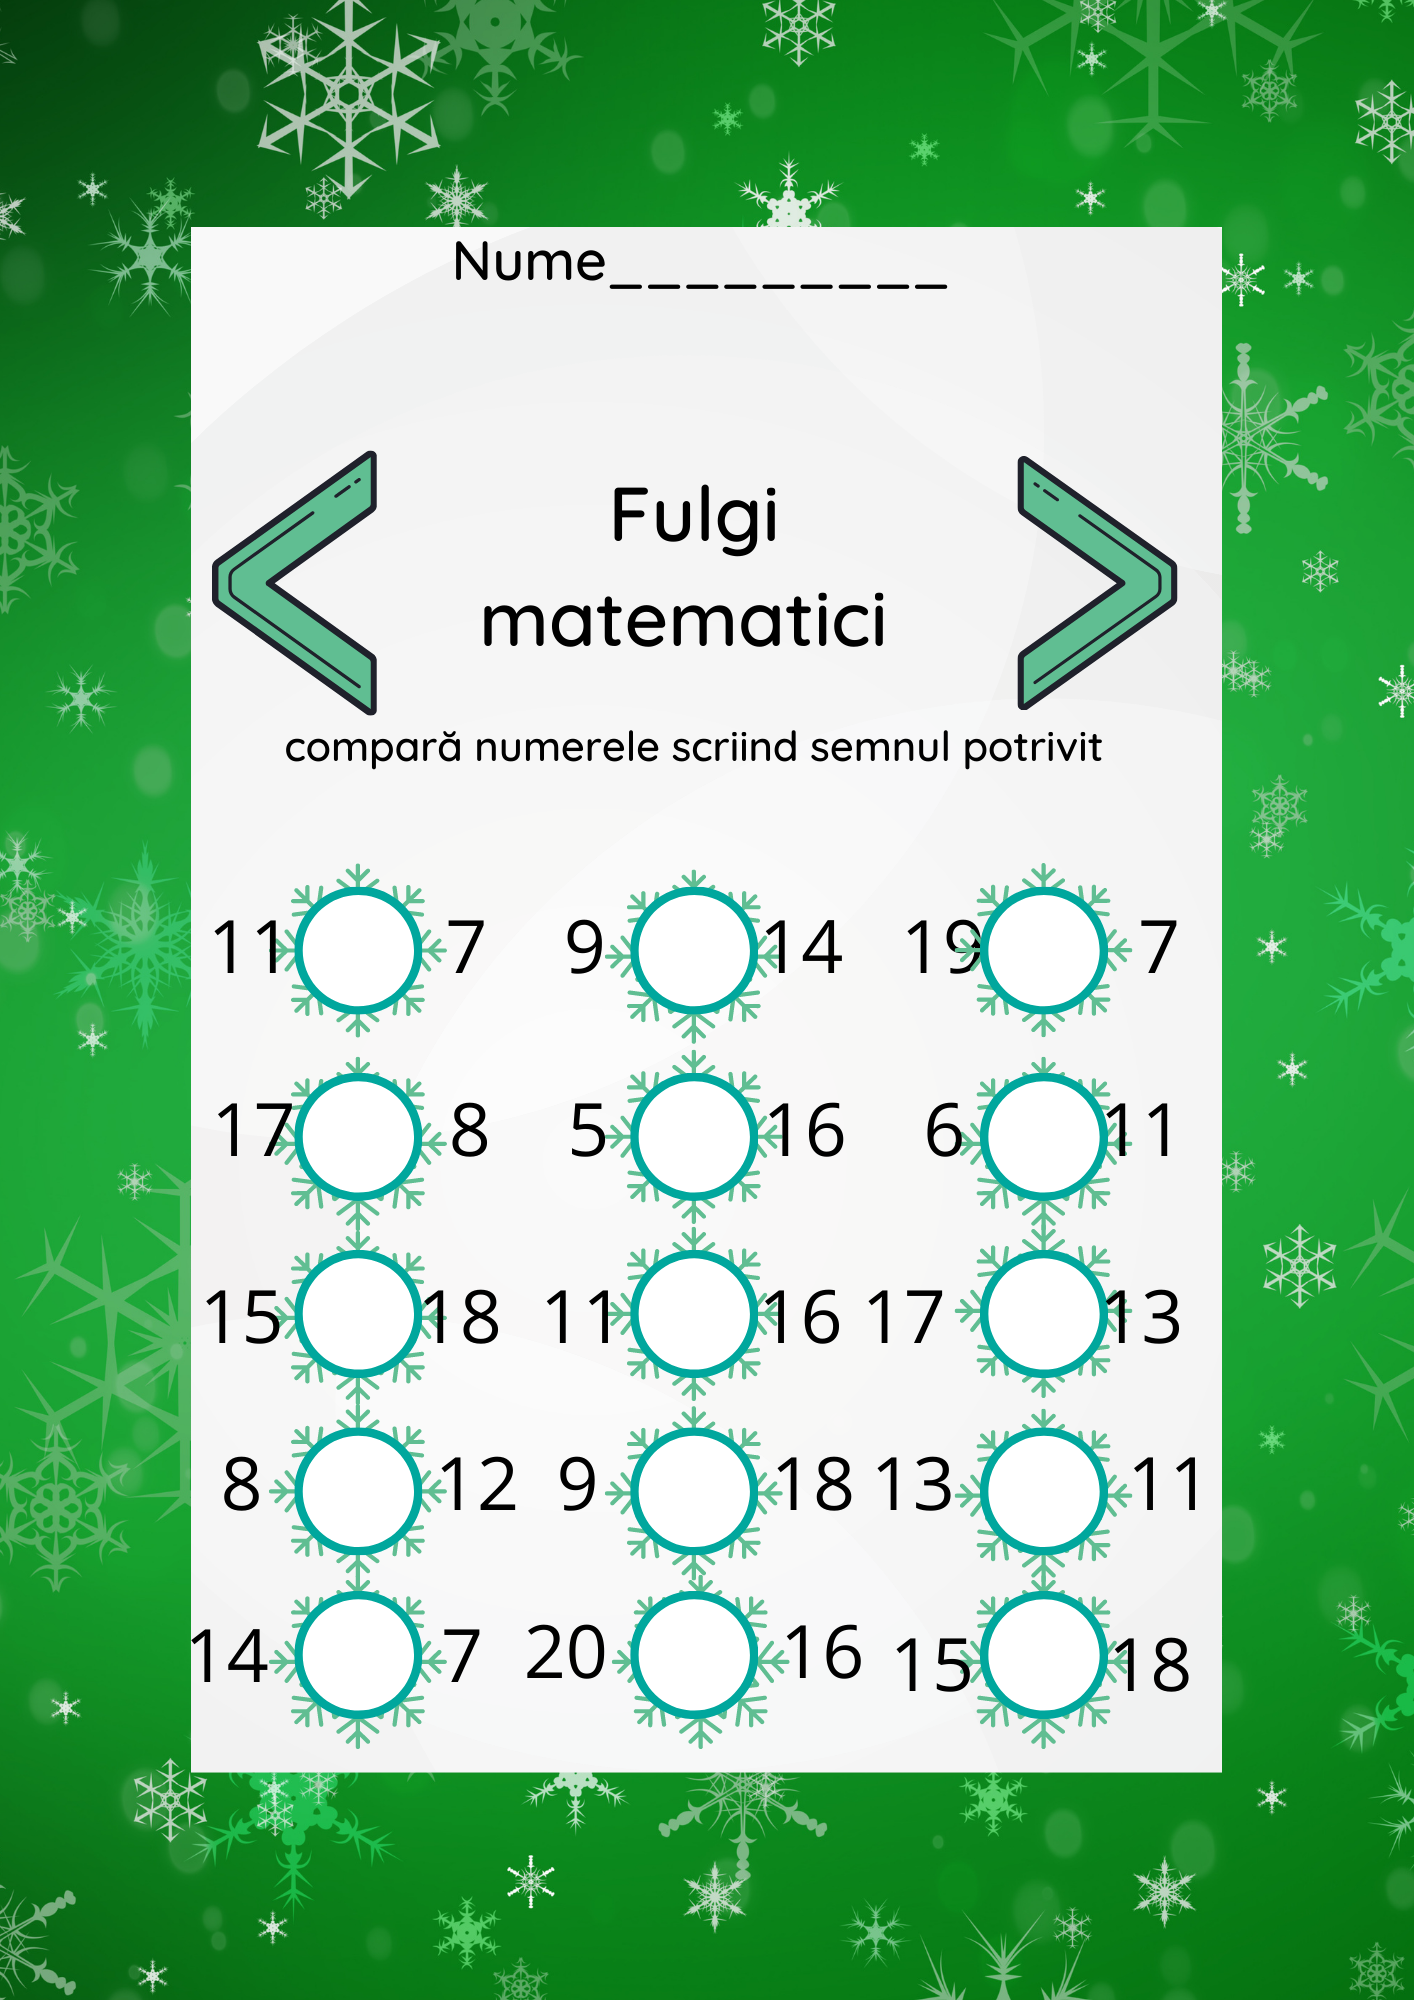 Nume_________
Fulgi
matematici
compară numerele scriind semnul potrivit
11 7 9 14 19 7
17 8 5 16 6 11
15 18 11 16 17 13
8 12 9 18 13 11
14 7 20 16 15 18